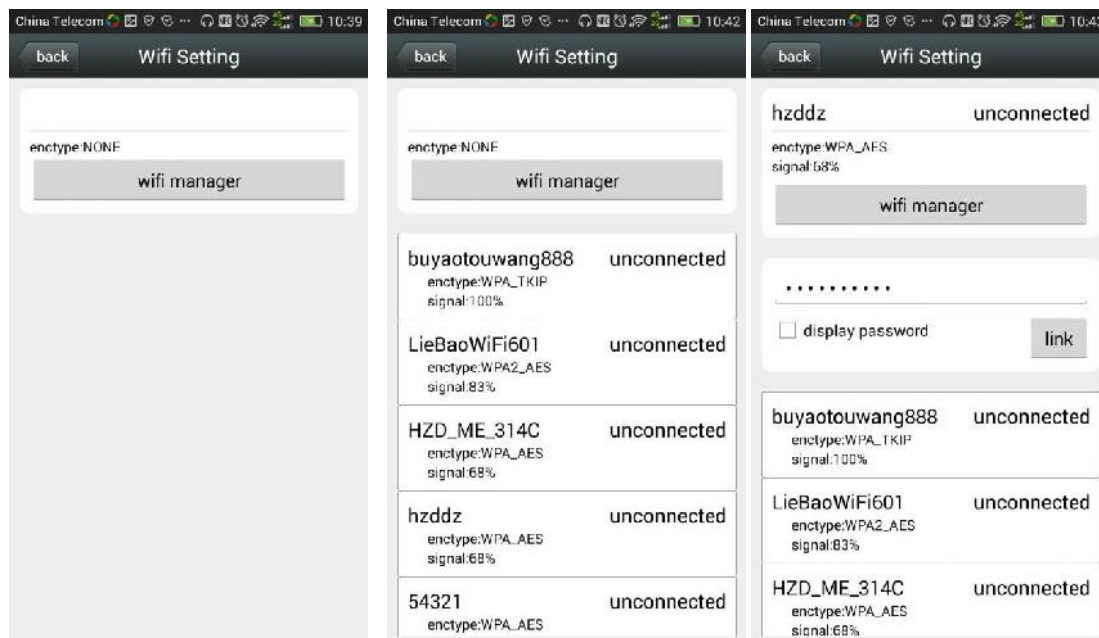 China Telecom 10:39
back Wifi Setting
enctype:NONE
wifi manager
China Telecom 10:42
back Wifi Setting
enctype:NONE
wifi manager
buyaotouwang888 unconnected
enctype:WPA_TKIP
signal:100%
LieBaoWiFi601 unconnected
enctype:WPA2_AES
signal:83%
HZD_ME_314C unconnected
enctype:WPA_AES
signal:68%
hzddz unconnected
enctype:WPA_AES
signal:68%
54321 unconnected
enctype:WPA_AES
China Telecom
back Wifi Setting
hzddz unconnected
enctype:WPA_AES
signal:68%
wifi manager
••••••••••
display password
link
buyaotouwang888 unconnected
enctype:WPA_TKIP
signal:100%
LieBaoWiFi601 unconnected
enctype:WPA2_AES
signal:83%
HZD_ME_314C unconnected
enctype:WPA_AES
signal:68%